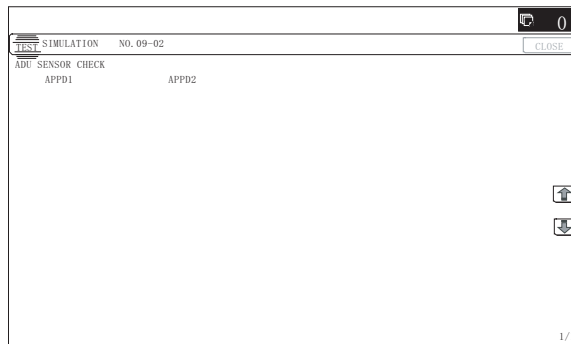 0
TEST SIMULATION NO. 09-02
CLOSE
ADU SENSOR CHECK
APPD1 APPD2
1/